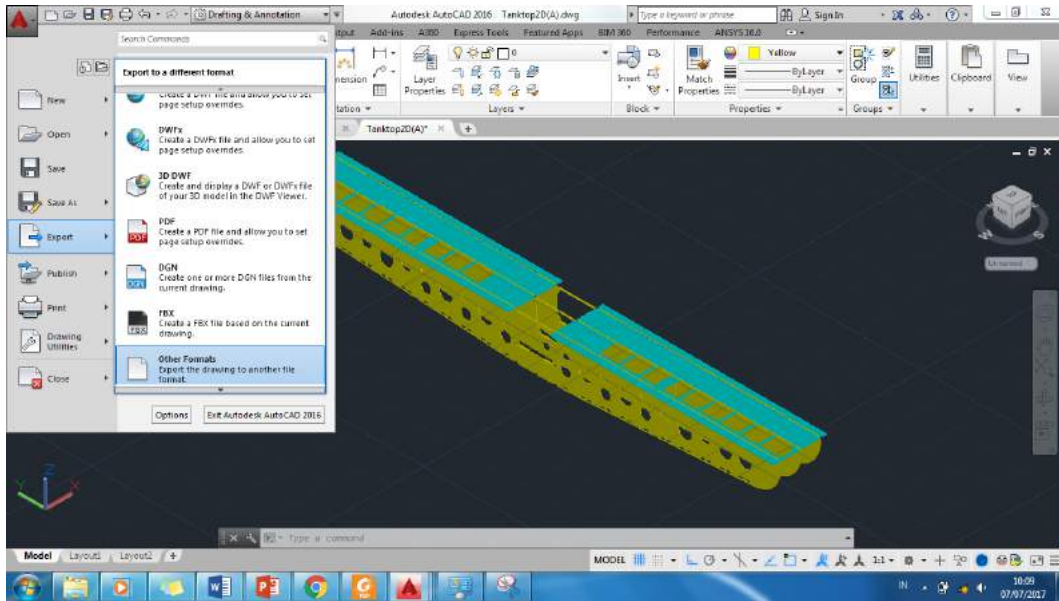 Drafting & Annotation
Autodesk AutoCAD 2016 Tanktop2D(A).dwg
Type a keyword or phrase
Sign In
Search Commands
Add-ins A360 Express Tools Featured Apps BIM 360 Performance ANSYS 16.0
Export to a different format
page setup overrides.
DWFx
Create a DWFx file and allow you to set
page setup overrides.
3D DWF
Create and display a DWF or DWFx file
of your 3D model in the DWF Viewer.
PDF
Create a PDF file and allow you to set
page setup overrides.
DGN
Create one or more DGN files from the
current drawing.
FBX
Create a FBX file based on the current
drawing.
Other Formats
Export the drawing to another file
format.
New
Open
Save
Save As
Export
Publish
Print
Drawing
Utilities
Close
Options
Exit Autodesk AutoCAD 2016
Layer
Properties
Layers
Insert
Block
Match
Properties
Yellow
ByLayer
ByLayer
Properties
Group
Groups
Utilities
Clipboard
View
Tanktop2D(A)*
Unnamed
Z
Y
X
Type a command
Model Layout1 Layout2 +
MODEL
1:1
IN
10:09
07/07/2017